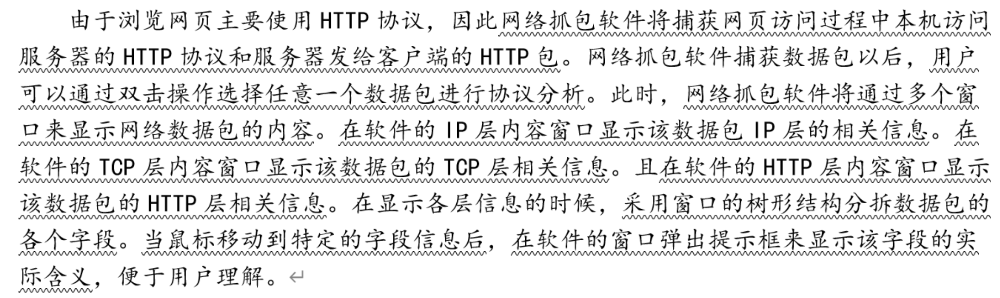 由于浏览网页主要使用 HTTP 协议，因此网络抓包软件将捕获网页访问过程中本机访问
服务器的 HTTP 协议和服务器发给客户端的 HTTP 包。网络抓包软件捕获数据包以后，用户
可以通过双击操作选择任意一个数据包进行协议分析。此时，网络抓包软件将通过多个窗
口来显示网络数据包的内容。在软件的 IP 层内容窗口显示该数据包 IP 层的相关信息。在
软件的 TCP 层内容窗口显示该数据包的 TCP 层相关信息。且在软件的 HTTP 层内容窗口显示
该数据包的 HTTP 层相关信息。在显示各层信息的时候，采用窗口的树形结构分拆数据包的
各个字段。当鼠标移动到特定的字段信息后，在软件的窗口弹出提示框来显示该字段的实
际含义，便于用户理解。↵